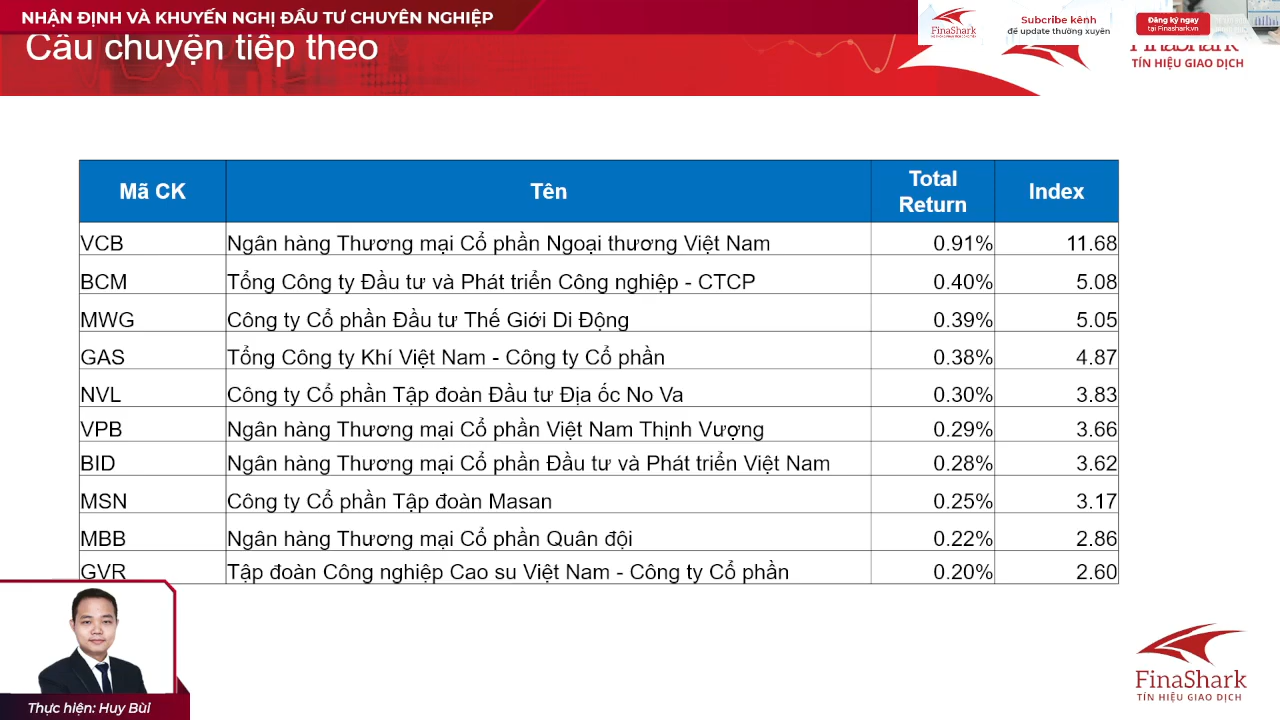 NHẬN ĐỊNH VÀ KHUYẾN NGHỊ ĐẦU TƯ CHUYÊN NGHIỆP
FinaShark
Subcribe kênh
để update thường xuyên
Đăng ký ngay
tại Finashark.vn
Câu chuyện tiếp theo
FinaShark
TÍN HIỆU GIAO DỊCH
Mã CK Tên Total Return Index
VCB Ngân hàng Thương mại Cổ phần Ngoại thương Việt Nam 0.91% 11.68
BCM Tổng Công ty Đầu tư và Phát triển Công nghiệp - CTCP 0.40% 5.08
MWG Công ty Cổ phần Đầu tư Thế Giới Di Động 0.39% 5.05
GAS Tổng Công ty Khí Việt Nam - Công ty Cổ phần 0.38% 4.87
NVL Công ty Cổ phần Tập đoàn Đầu tư Địa ốc No Va 0.30% 3.83
VPB Ngân hàng Thương mại Cổ phần Việt Nam Thịnh Vượng 0.29% 3.66
BID Ngân hàng Thương mại Cổ phần Đầu tư và Phát triển Việt Nam 0.28% 3.62
MSN Công ty Cổ phần Tập đoàn Masan 0.25% 3.17
MBB Ngân hàng Thương mại Cổ phần Quân đội 0.22% 2.86
GVR Tập đoàn Công nghiệp Cao su Việt Nam - Công ty Cổ phần 0.20% 2.60
Thực hiện: Huy Bùi
FinaShark
TÍN HIỆU GIAO DỊCH